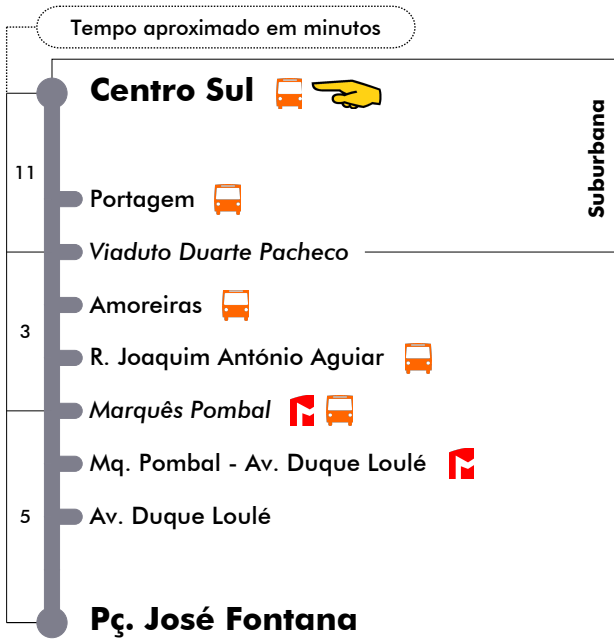 Tempo aproximado em minutos
Centro Sul
Suburbana
11
Portagem
Viaduto Duarte Pacheco
Amoreiras
3
R. Joaquim António Aguiar
Marquês Pombal
Mq. Pombal - Av. Duque Loulé
5
Av. Duque Loulé
Pç. José Fontana